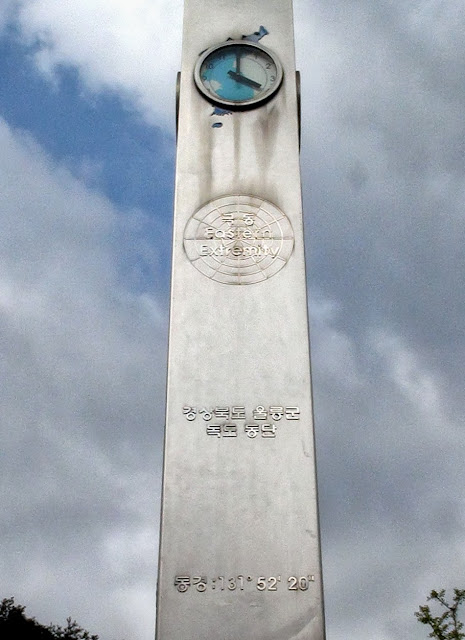 극동
Eastern
Extremity
경상북도 울릉군
독도 동단
동경:131° 52' 20"